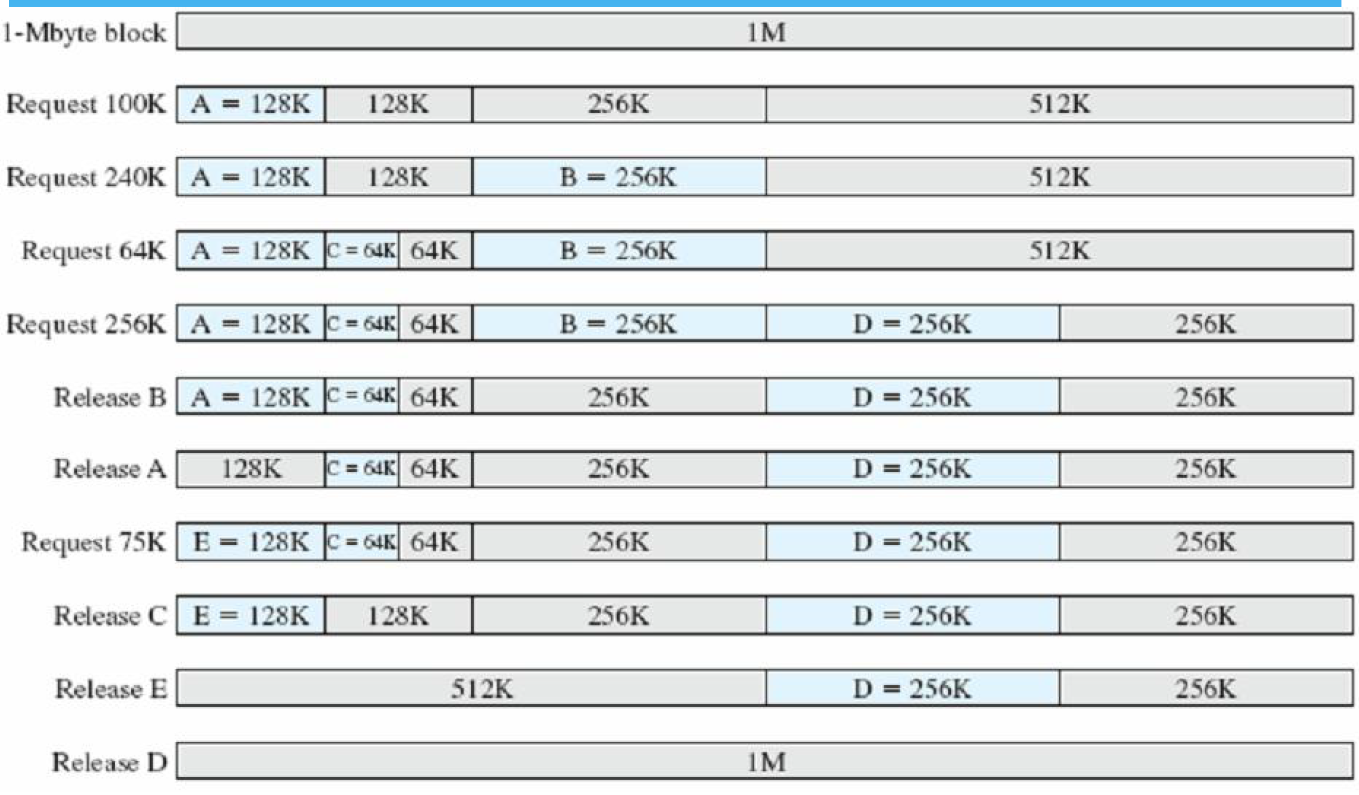 1-Mbyte block 1M
Request 100K A = 128K 128K 256K 512K
Request 240K A = 128K 128K B = 256K 512K
Request 64K A = 128K C = 64K 64K B = 256K 512K
Request 256K A = 128K C = 64K 64K B = 256K D = 256K 256K
Release B A = 128K C = 64K 64K 256K D = 256K 256K
Release A 128K C = 64K 64K 256K D = 256K 256K
Request 75K E = 128K C = 64K 64K 256K D = 256K 256K
Release C E = 128K 128K 256K D = 256K 256K
Release E 512K D = 256K 256K
Release D 1M